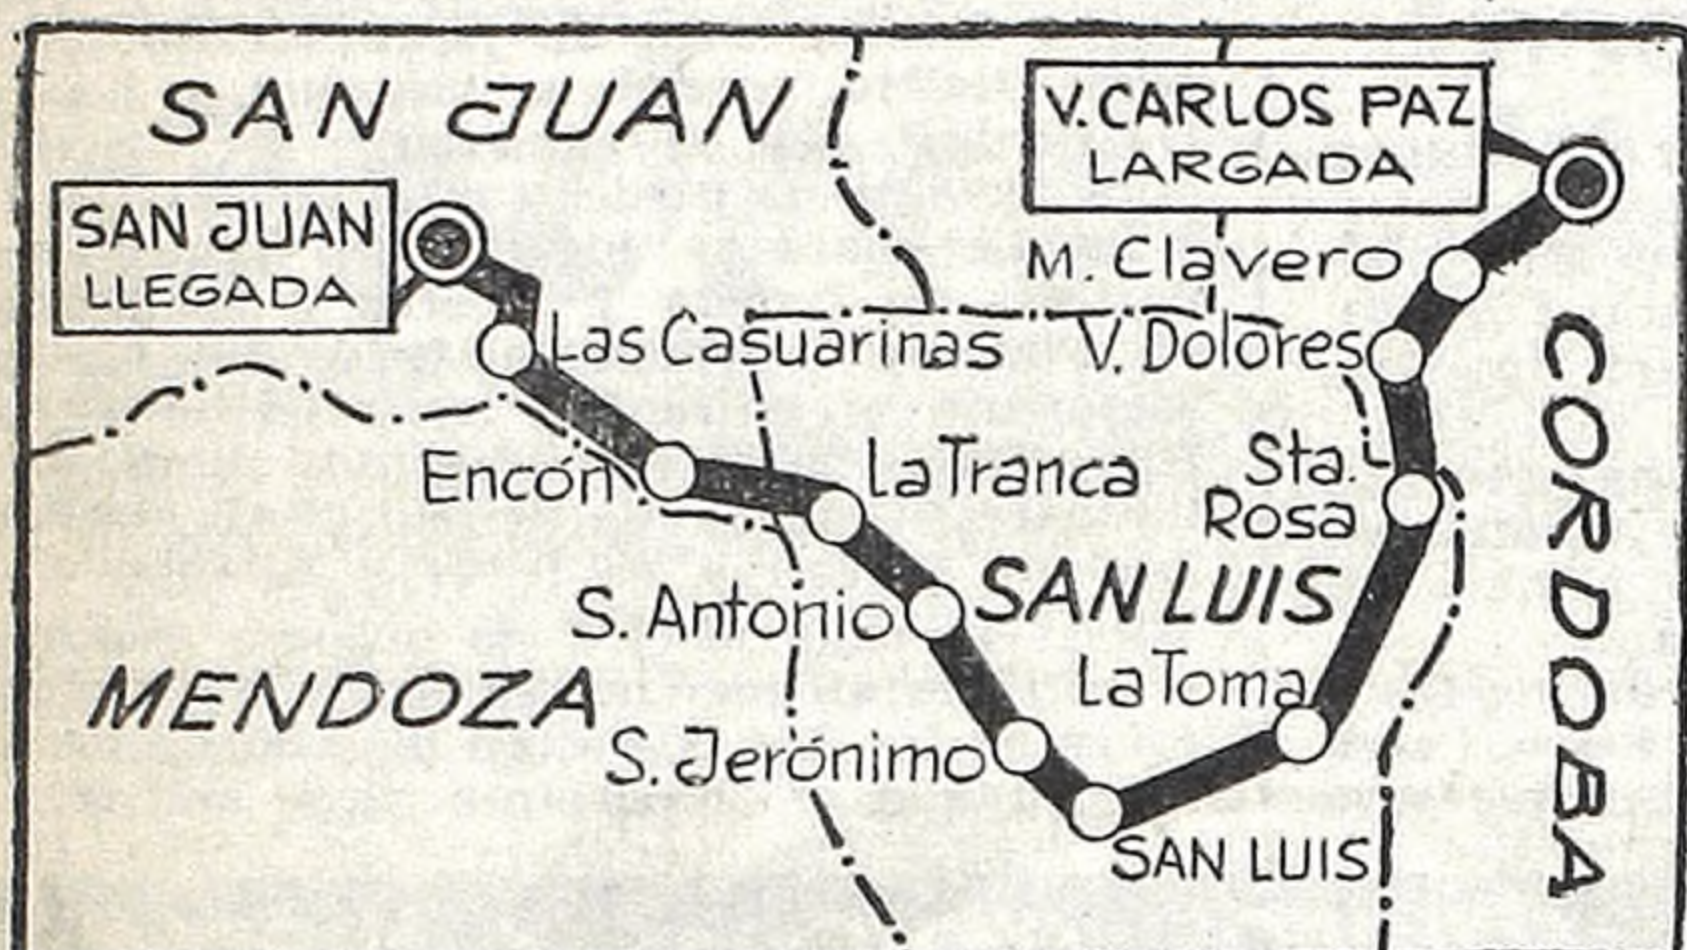 SAN JUAN
V. CARLOS PAZ
LARGADA
SAN JUAN
LLEGADA
M. Clavero
Las Casuarinas
V. Dolores
CORDOBA
Encón
La Tranca
Sta.
Rosa
S. Antonio
SAN LUIS
La Toma
MENDOZA
S. Jerónimo
SAN LUIS